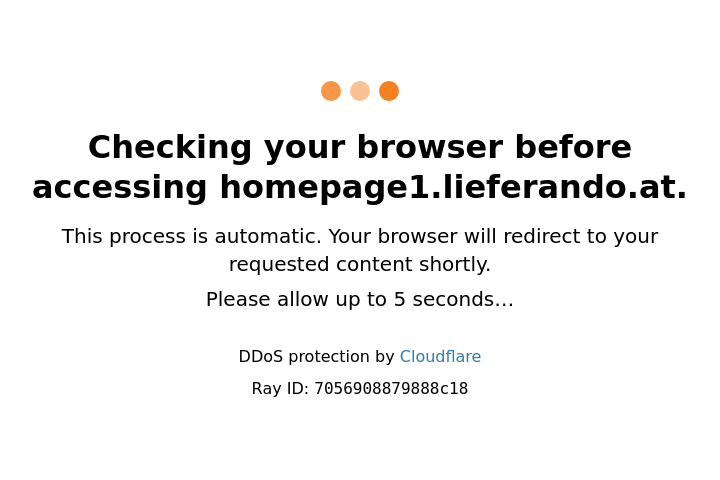 Checking your browser before
accessing homepage1.lieferando.at.
This process is automatic. Your browser will redirect to your
requested content shortly.
Please allow up to 5 seconds…
DDoS protection by Cloudflare
Ray ID: 7056908879888c18